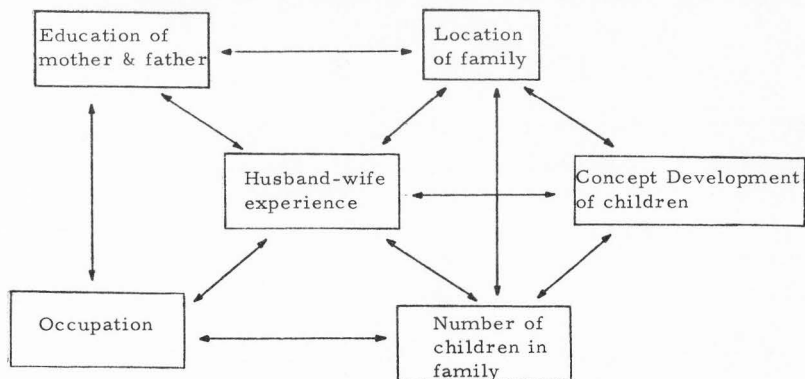 Education of
mother & father
Location
of family
Husband-wife
experience
Concept Development
of children
Occupation
Number of
children in
family